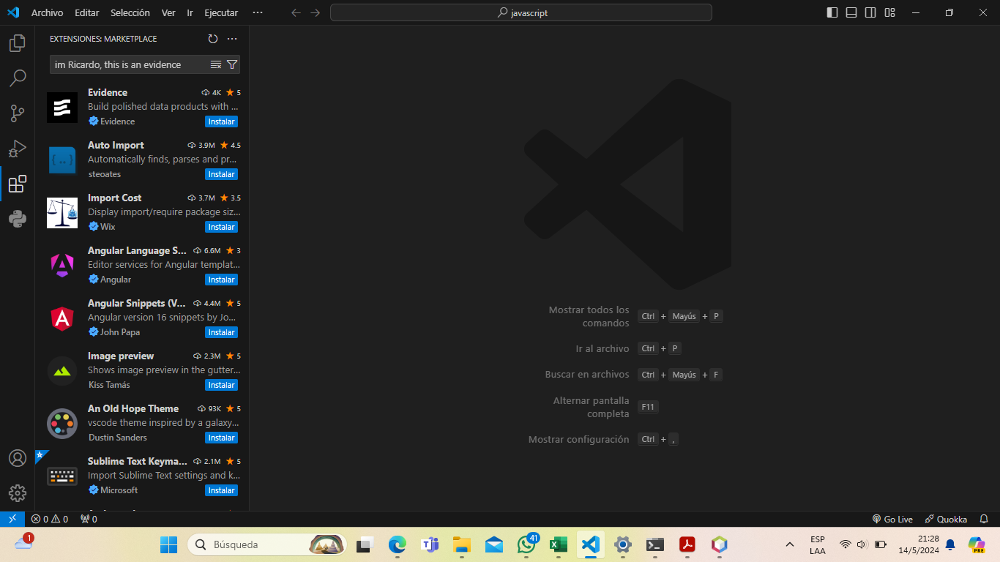 Archivo Editar Selección Ver Ir Ejecutar ··· javascript
EXTENSIONES: MARKETPLACE
im Ricardo, this is an evidence
Evidence 4K 5
Build polished data products with ...
Evidence Instalar
Auto Import 3.9M 4.5
Automatically finds, parses and pr...
steoates Instalar
Import Cost 3.7M 3.5
Display import/require package siz...
Wix Instalar
Angular Language S... 6.6M 3
Editor services for Angular templat...
Angular Instalar
Angular Snippets (V... 4.4M 5
Angular version 16 snippets by Jo...
John Papa Instalar
Image preview 2.3M 5
Shows image preview in the gutter...
Kiss Tamás Instalar
An Old Hope Theme 93K 5
vscode theme inspired by a galaxy...
Dustin Sanders Instalar
Sublime Text Keyma... 2.1M 5
Import Sublime Text settings and k...
Microsoft Instalar
Mostrar todos los
comandos Ctrl + Mayús + P
Ir al archivo Ctrl + P
Buscar en archivos Ctrl + Mayús + F
Alternar pantalla
completa F11
Mostrar configuración Ctrl + ,
0 0 0 Go Live Quokka
1 Búsqueda 41 ESP 21:28
LAA 14/5/2024 PRE